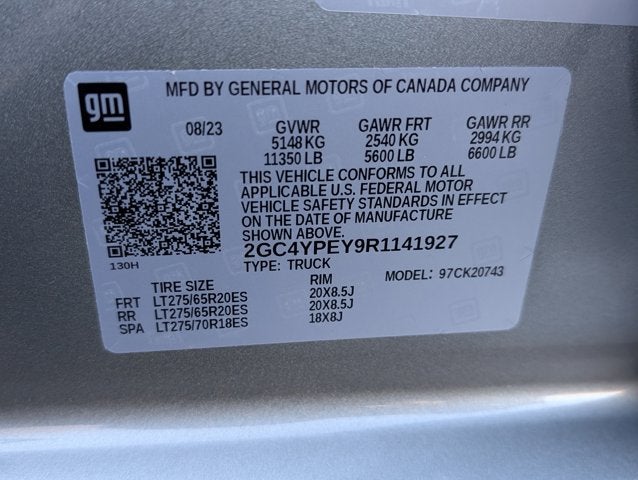 gm
MFD BY GENERAL MOTORS OF CANADA COMPANY
08/23 GVWR GAWR FRT GAWR RR
5148 KG 2540 KG 2994 KG
11350 LB 5600 LB 6600 LB
THIS VEHICLE CONFORMS TO ALL
APPLICABLE U.S. FEDERAL MOTOR
VEHICLE SAFETY STANDARDS IN EFFECT
ON THE DATE OF MANUFACTURE
SHOWN ABOVE.
2GC4YPEY9R1141927
130H TYPE: TRUCK MODEL: 97CK20743
TIRE SIZE RIM
FRT LT275/65R20ES 20X8.5J
RR LT275/65R20ES 20X8.5J
SPA LT275/70R18ES 18X8J